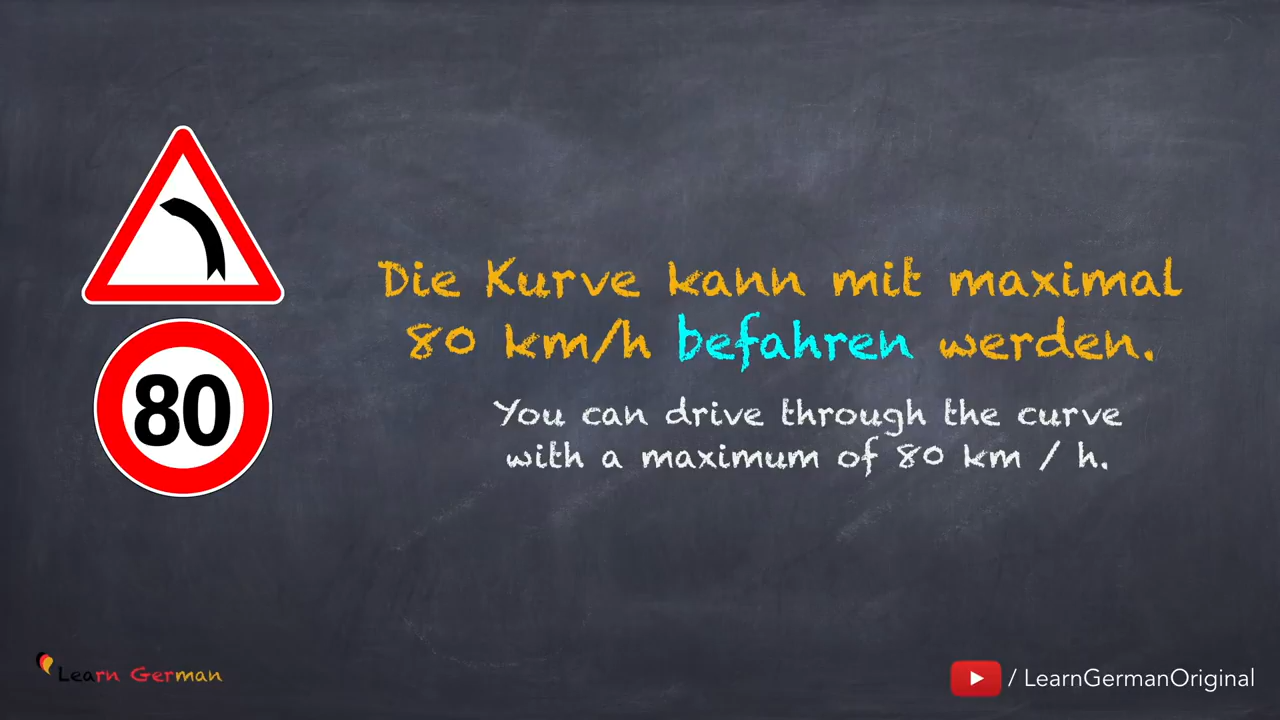 80
Die Kurve kann mit maximal
80 km/h befahren werden.
You can drive through the curve
with a maximum of 80 km / h.
Learn German
/ LearnGermanOriginal